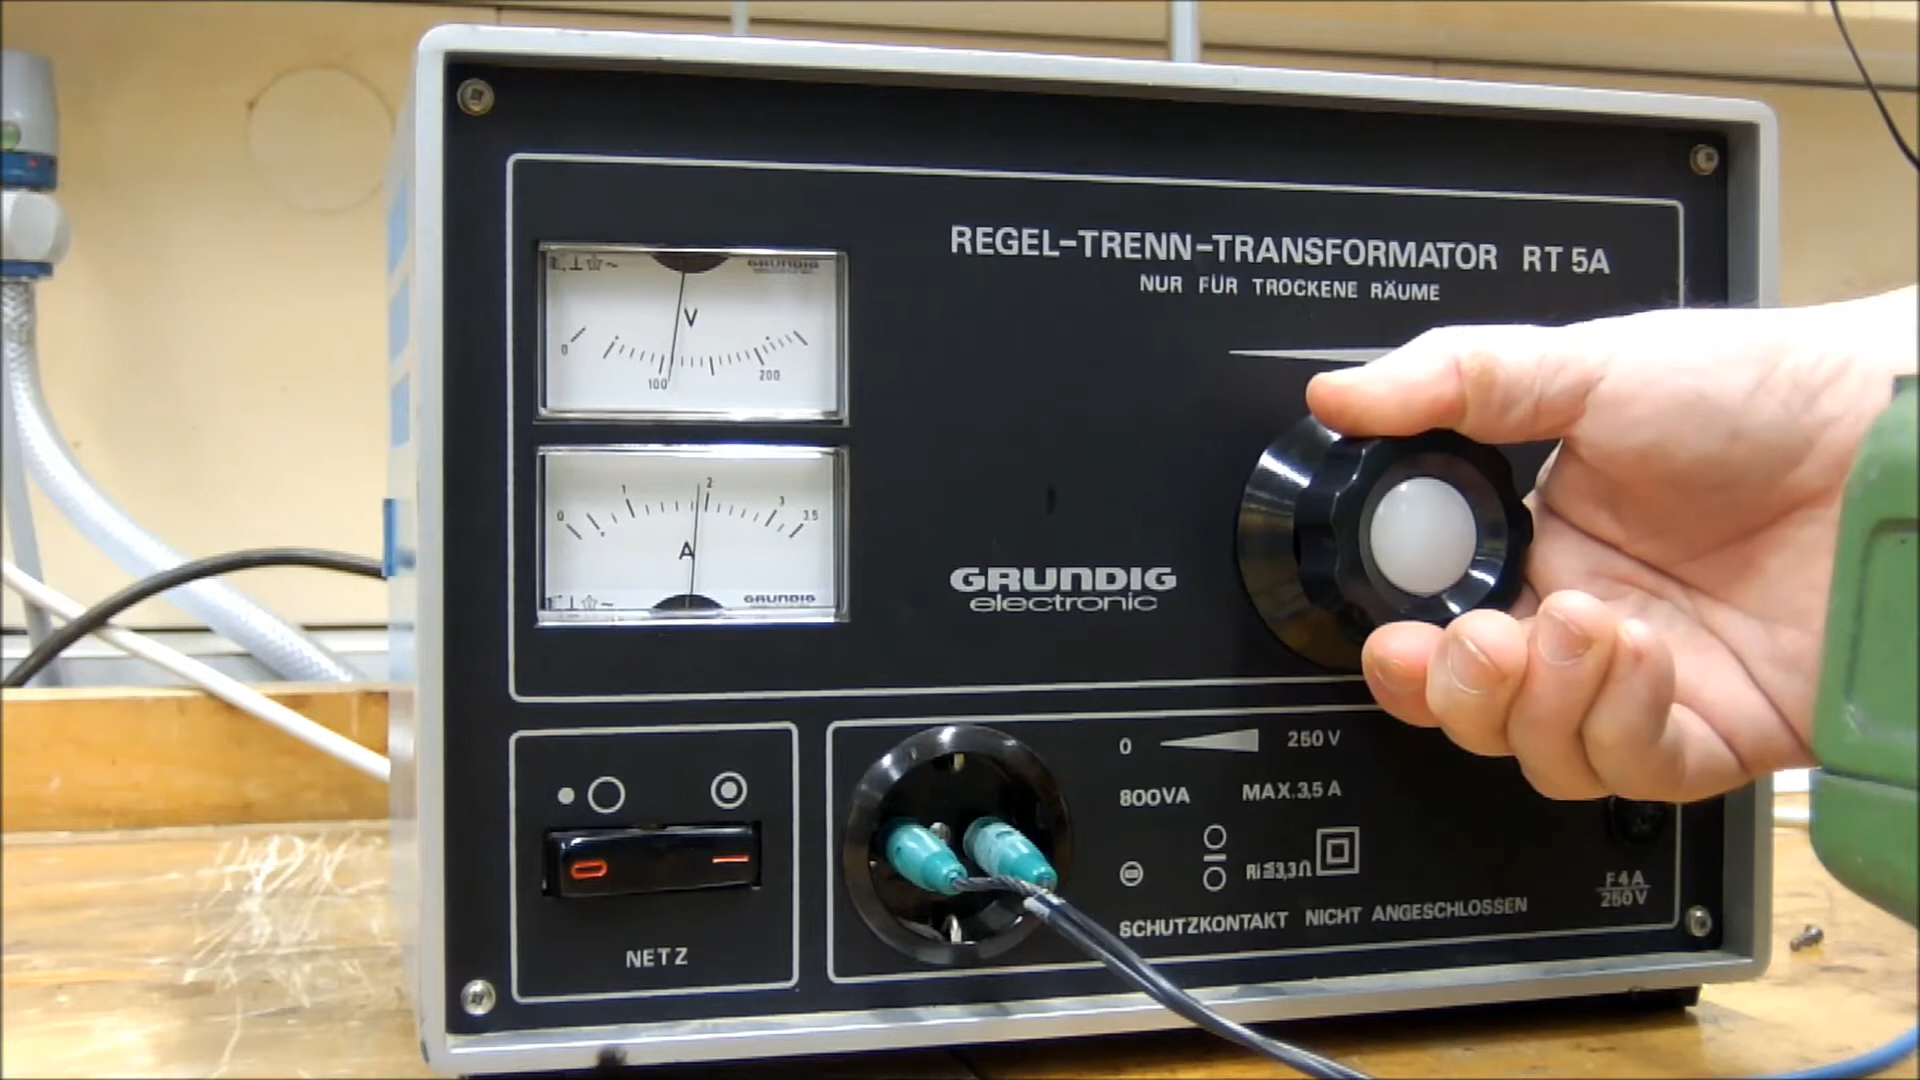 REGEL-TRENN-TRANSFORMATOR RT 5A
NUR FÜR TROCKENE RÄUME
GRUNDIG
V
0
100
200
0
1
2
3
3.5
A
GRUNDIG
GRUNDIG
electronic
NETZ
0 250 V
800VA MAX. 3,5 A
Ri≦3,3Ω
SCHUTZKONTAKT NICHT ANGESCHLOSSEN
F 4A
250V